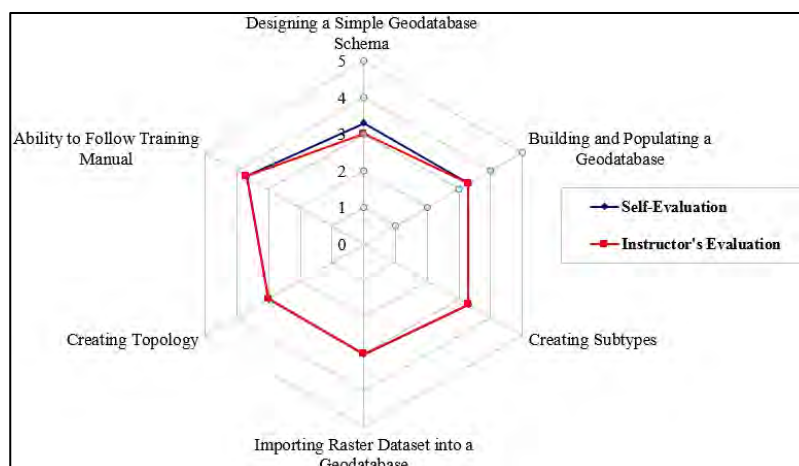 Designing a Simple Geodatabase
Schema
5
4
3
2
1
0
Ability to Follow Training
Manual
Building and Populating a
Geodatabase
Self-Evaluation
Instructor's Evaluation
Creating Topology
Creating Subtypes
Importing Raster Dataset into a
Geodatabase